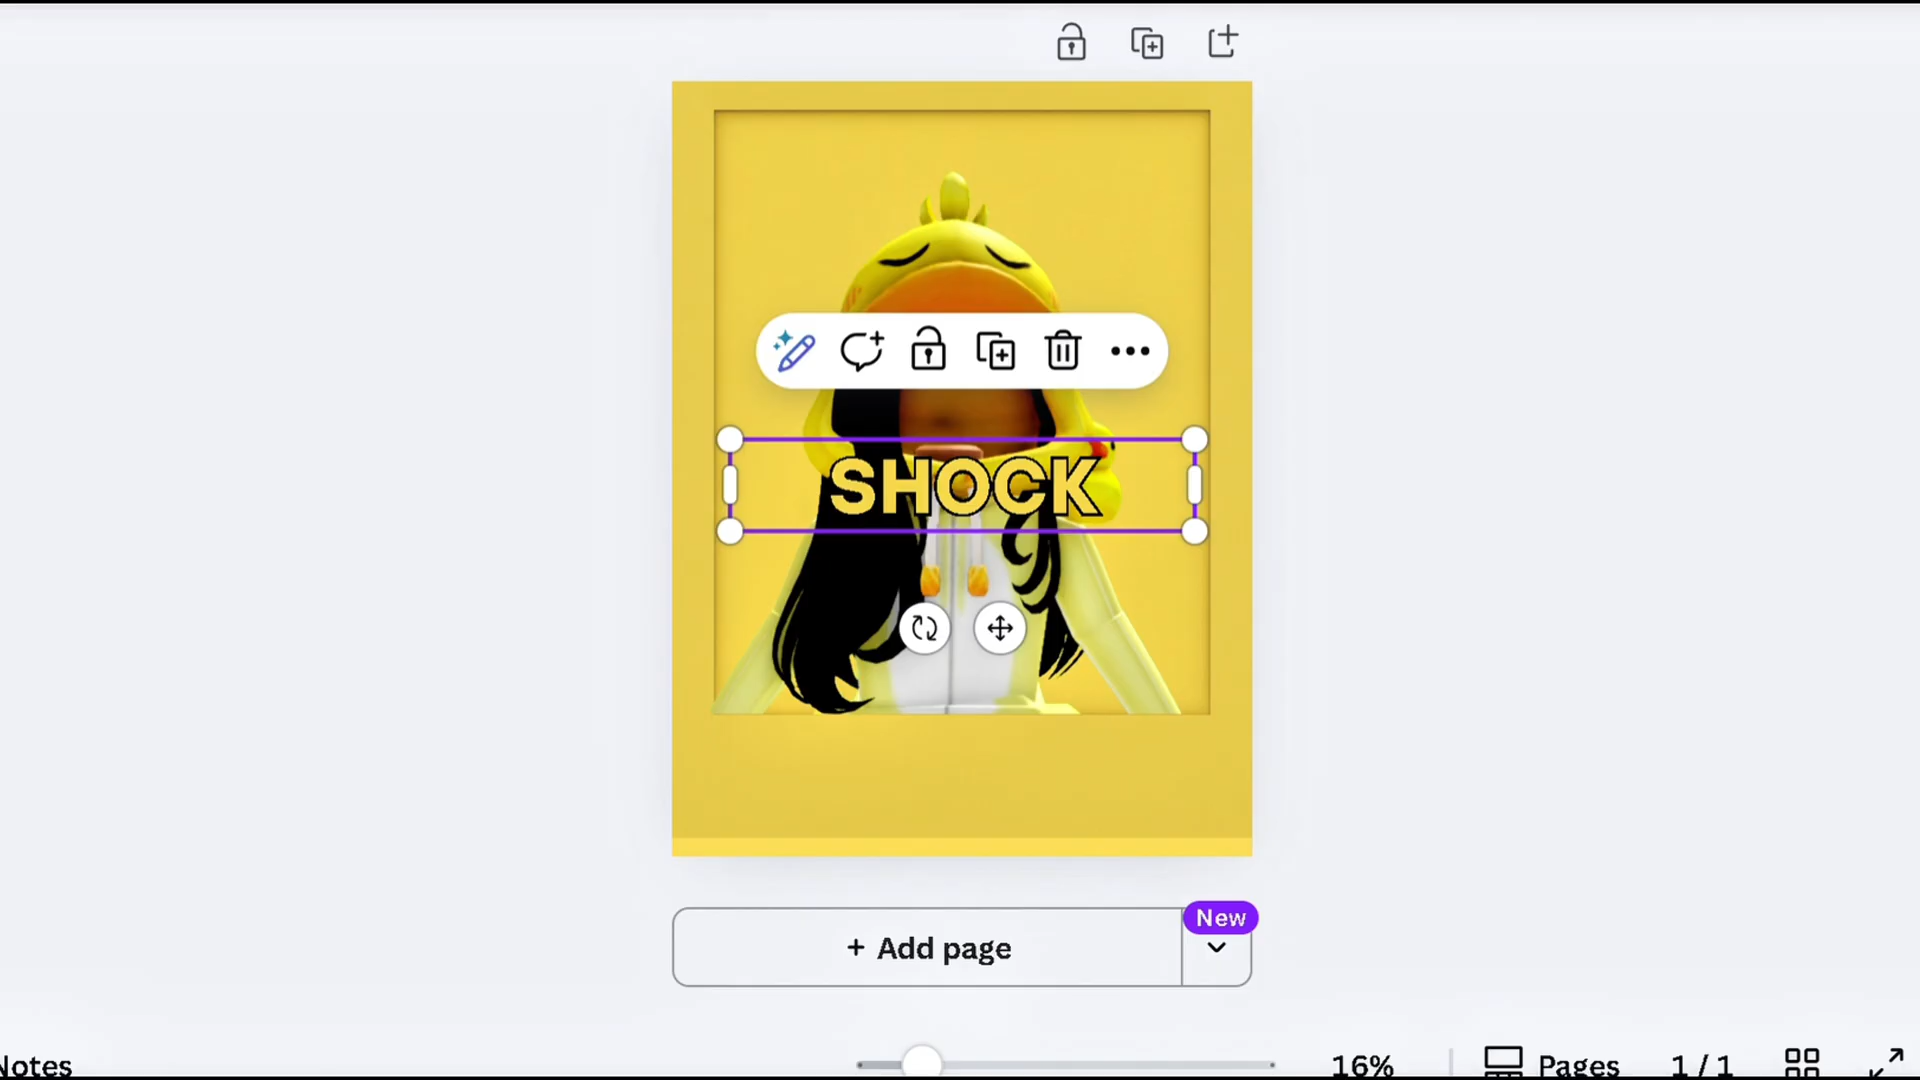 SHOCK
New
+ Add page
Notes
16%
Pages
1 / 1